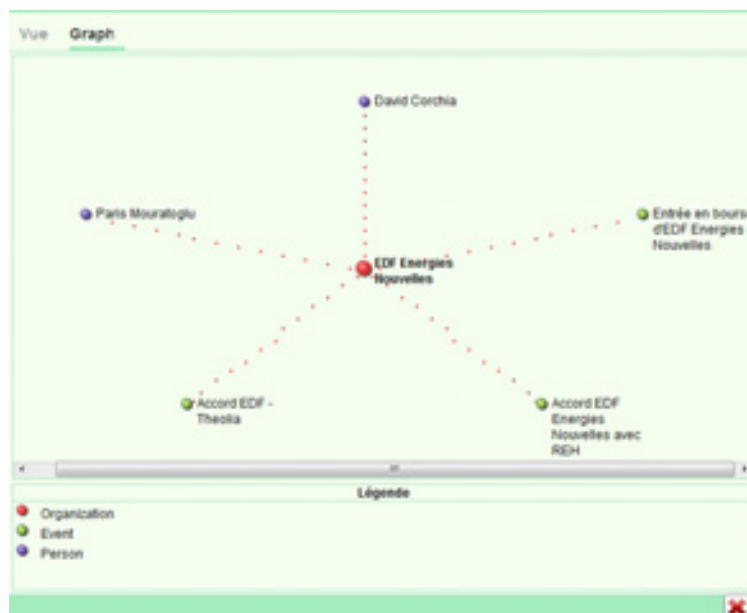 Vue Graph
David Corchia
Paris Mouratoglu
Entrée en bourse
d'EDF Energies
Nouvelles
EDF Energies
Nouvelles
Accord EDF -
Theolia
Accord EDF
Energies
Nouvelles avec
REH
Légende
Organization
Event
Person